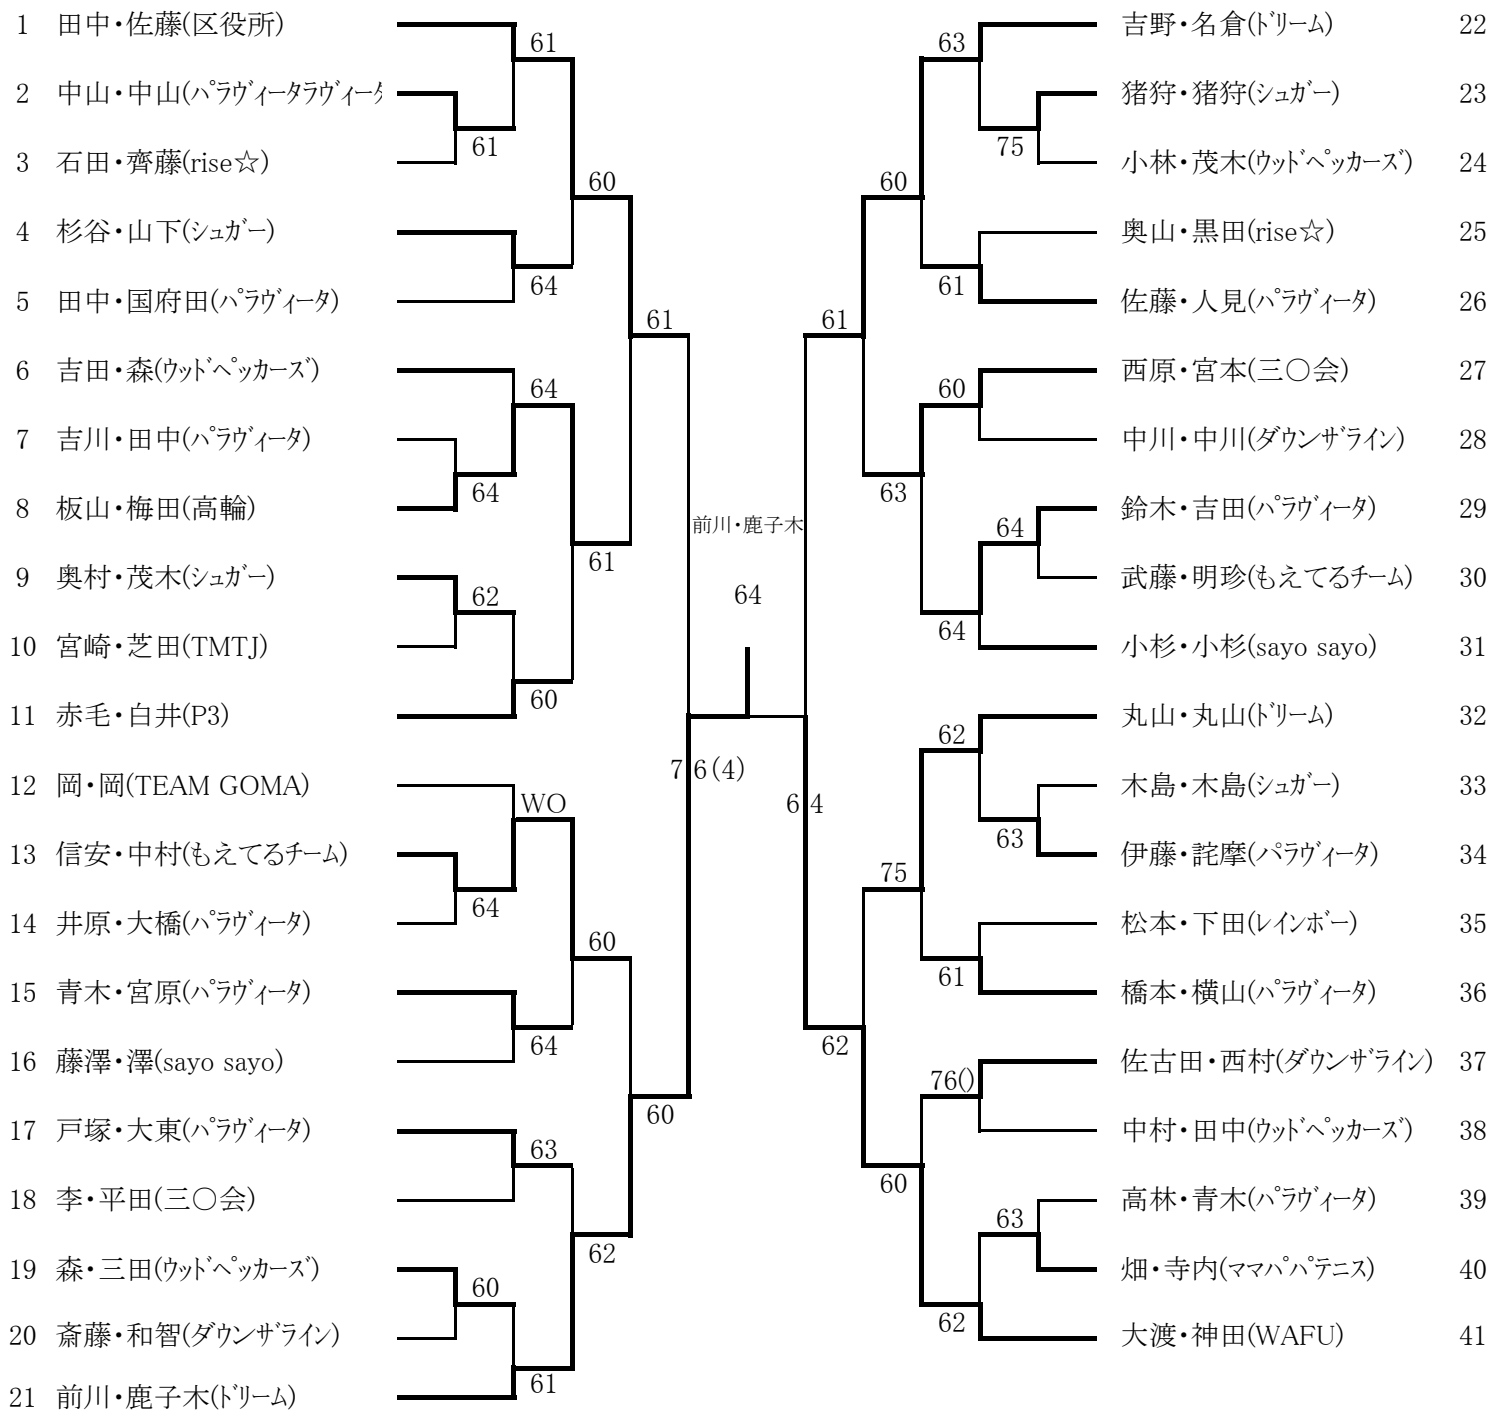 1 田中・佐藤(区役所)
2 中山・中山(ﾊﾟﾗｳﾞｨｰﾀﾗｳﾞｨｰﾀ
3 石田・齊藤(rise☆)
4 杉谷・山下(ｼｭｶﾞｰ)
5 田中・国府田(ﾊﾟﾗｳﾞｨｰﾀ)
6 吉田・森(ｳｯﾄﾞﾍﾟｯｶｰｽﾞ)
7 吉川・田中(ﾊﾟﾗｳﾞｨｰﾀ)
8 板山・梅田(高輪)
9 奥村・茂木(ｼｭｶﾞｰ)
10 宮崎・芝田(TMTJ)
11 赤毛・白井(P3)
12 岡・岡(TEAM GOMA)
13 信安・中村(もえてるﾁｰﾑ)
14 井原・大橋(ﾊﾟﾗｳﾞｨｰﾀ)
15 青木・宮原(ﾊﾟﾗｳﾞｨｰﾀ)
16 藤澤・澤(sayo sayo)
17 戸塚・大東(ﾊﾟﾗｳﾞｨｰﾀ)
18 李・平田(三〇会)
19 森・三田(ｳｯﾄﾞﾍﾟｯｶｰｽﾞ)
20 斎藤・和智(ﾀﾞｳﾝｻﾞﾗｲﾝ)
21 前川・鹿子木(ﾄﾞﾘｰﾑ)
61
61
60
64
61
64
64
61
62
60
WO
64
60
64
60
63
62
60
61
7 6(4)
前川・鹿子木
64
6 4
63
75
60
61
61
60
63
64
64
62
63
75
61
62
76()
60
63
62
吉野・名倉(ﾄﾞﾘｰﾑ) 22
猪狩・猪狩(ｼｭｶﾞｰ) 23
小林・茂木(ｳｯﾄﾞﾍﾟｯｶｰｽﾞ) 24
奥山・黒田(rise☆) 25
佐藤・人見(ﾊﾟﾗｳﾞｨｰﾀ) 26
西原・宮本(三〇会) 27
中川・中川(ﾀﾞｳﾝｻﾞﾗｲﾝ) 28
鈴木・吉田(ﾊﾟﾗｳﾞｨｰﾀ) 29
武藤・明珍(もえてるﾁｰﾑ) 30
小杉・小杉(sayo sayo) 31
丸山・丸山(ﾄﾞﾘｰﾑ) 32
木島・木島(ｼｭｶﾞｰ) 33
伊藤・詫摩(ﾊﾟﾗｳﾞｨｰﾀ) 34
松本・下田(ﾚｲﾝﾎﾞｰ) 35
橋本・横山(ﾊﾟﾗｳﾞｨｰﾀ) 36
佐古田・西村(ﾀﾞｳﾝｻﾞﾗｲﾝ) 37
中村・田中(ｳｯﾄﾞﾍﾟｯｶｰｽﾞ) 38
高林・青木(ﾊﾟﾗｳﾞｨｰﾀ) 39
畑・寺内(ﾏﾏﾊﾟﾊﾟﾃﾆｽ) 40
大渡・神田(WAFU) 41